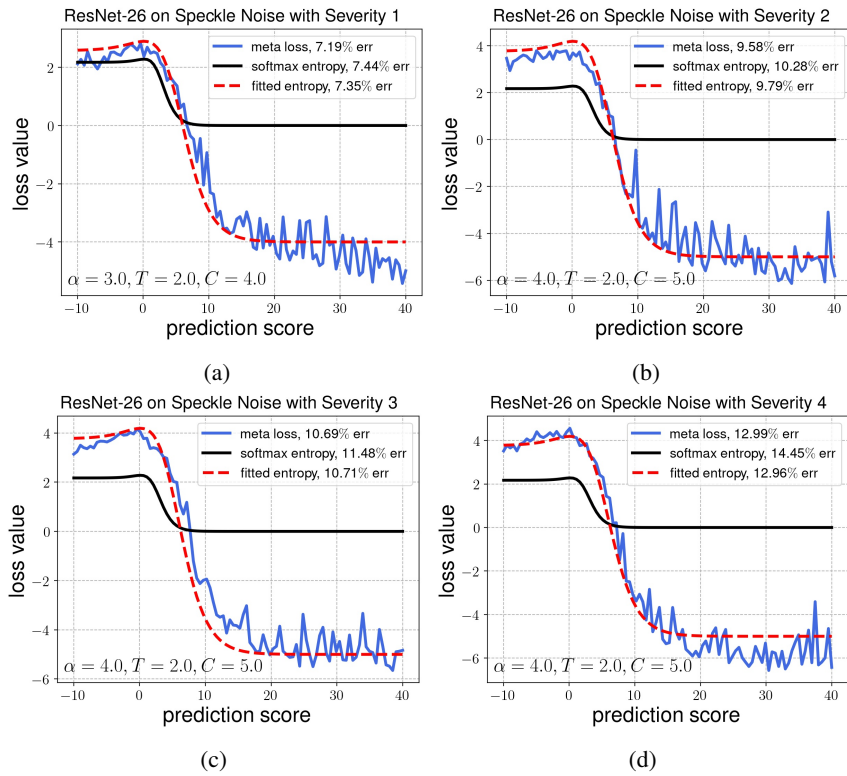 ResNet-26 on Speckle Noise with Severity 1
meta loss, 7.19% err
softmax entropy, 7.44% err
fitted entropy, 7.35% err
2
0
−2
−4
loss value
α = 3.0, T = 2.0, C = 4.0
−10 0 10 20 30 40
prediction score
(a)
ResNet-26 on Speckle Noise with Severity 2
meta loss, 9.58% err
softmax entropy, 10.28% err
fitted entropy, 9.79% err
4
2
0
−2
−4
−6
loss value
α = 4.0, T = 2.0, C = 5.0
−10 0 10 20 30 40
prediction score
(b)
ResNet-26 on Speckle Noise with Severity 3
meta loss, 10.69% err
softmax entropy, 11.48% err
fitted entropy, 10.71% err
4
2
0
−2
−4
−6
loss value
α = 4.0, T = 2.0, C = 5.0
−10 0 10 20 30 40
prediction score
(c)
ResNet-26 on Speckle Noise with Severity 4
meta loss, 12.99% err
softmax entropy, 14.45% err
fitted entropy, 12.96% err
4
2
0
−2
−4
−6
loss value
α = 4.0, T = 2.0, C = 5.0
−10 0 10 20 30 40
prediction score
(d)